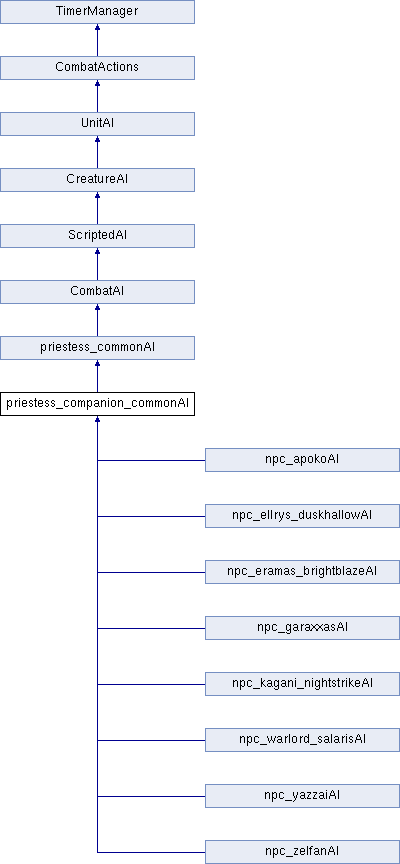 TimerManager
CombatActions
UnitAI
CreatureAI
ScriptedAI
CombatAI
priestess_commonAI
priestess_companion_commonAI
npc_apokoAI
npc_ellrys_duskhallowAI
npc_eramas_brightblazeAI
npc_garaxxasAI
npc_kagani_nightstrikeAI
npc_warlord_salarisAI
npc_yazzaiAI
npc_zelfanAI